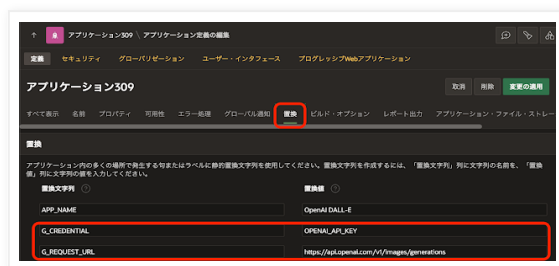 アプリケーション309 \ アプリケーション定義の編集
定義 セキュリティ グローバリゼーション ユーザー・インタフェース プログレッシブWebアプリケーション
アプリケーション309 取消 削除 変更の適用
すべて表示 名前 プロパティ 可用性 エラー処理 グローバル通知 置換 ビルド・オプション レポート出力 アプリケーション・ファイル・ストレー
置換
アプリケーション内の多くの場所で発生する句またはラベルに静的置換文字列を使用してください。置換文字列を作成するには、「置換文字列」列に文字列の名前を、「置換
値」列に文字列の値を入力してください。
置換文字列 置換値
APP_NAME OpenAI DALL-E
G_CREDENTIAL OPENAI_API_KEY
G_REQUEST_URL https://api.openai.com/v1/images/generations